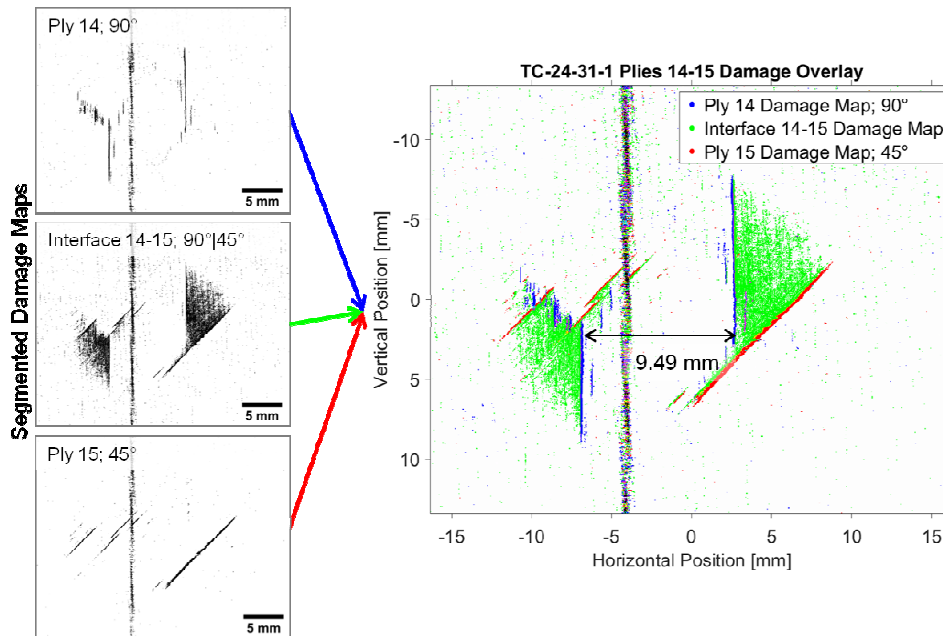 Segmented Damage Maps
Ply 14; 90°
5 mm
Interface 14-15; 90°|45°
5 mm
Ply 15; 45°
5 mm
TC-24-31-1 Plies 14-15 Damage Overlay
Ply 14 Damage Map; 90°
Interface 14-15 Damage Map
Ply 15 Damage Map; 45°
Vertical Position [mm]
-10
-5
0
5
10
9.49 mm
-15 -10 -5 0 5 10 15
Horizontal Position [mm]